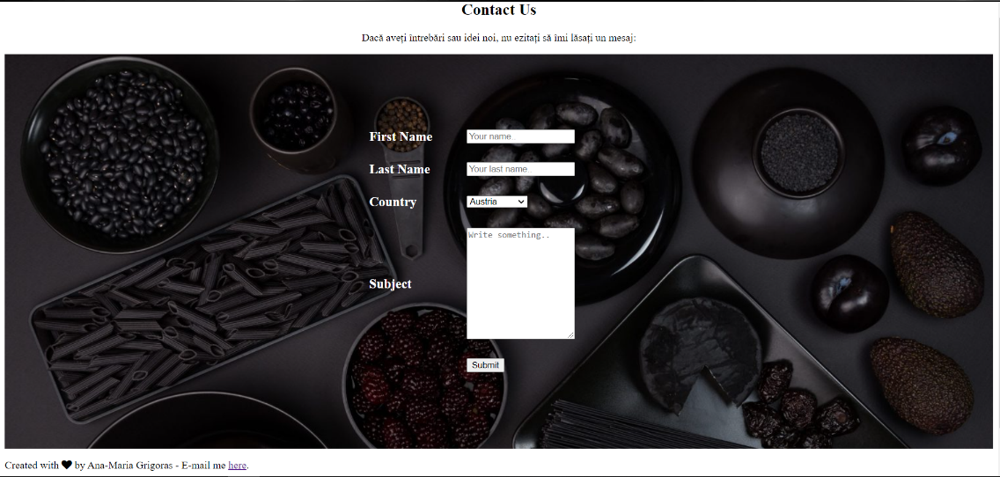 Contact Us
Dacă aveți întrebări sau idei noi, nu ezitați să îmi lăsați un mesaj:
First Name Your name..
Last Name Your last name..
Country Austria
Write something..
Subject
Submit
Created with ♥ by Ana-Maria Grigoras - E-mail me here.